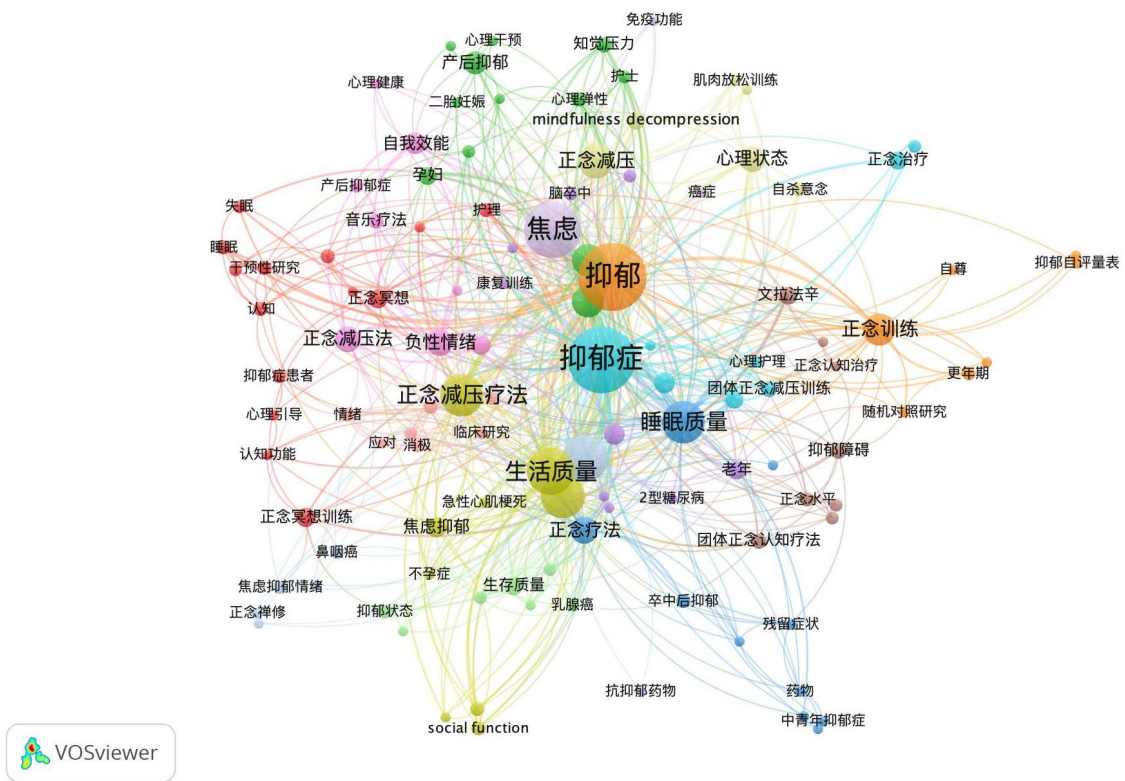 免疫功能
心理干预
知觉压力
产后抑郁
护士
肌肉放松训练
心理健康
二胎妊娠
心理弹性
mindfulness decompression
自我效能
正念减压
心理状态
正念治疗
孕妇
产后抑郁症
脑卒中
癌症
自杀意念
失眠
护理
音乐疗法
焦虑
睡眠
干预性研究
抑郁
自尊
抑郁自评量表
康复训练
正念冥想
文拉法辛
认知
正念训练
正念减压法
负性情绪
抑郁症
心理护理
正念认知治疗
更年期
抑郁症患者
团体正念减压训练
正念减压疗法
心理引导
情绪
随机对照研究
睡眠质量
临床研究
应对
消极
抑郁障碍
认知功能
生活质量
老年
2型糖尿病
正念水平
急性心肌梗死
正念冥想训练
焦虑抑郁
正念疗法
团体正念认知疗法
鼻咽癌
不孕症
焦虑抑郁情绪
生存质量
卒中后抑郁
乳腺癌
正念禅修
抑郁状态
残留症状
抗抑郁药物
药物
中青年抑郁症
social function
VOSviewer